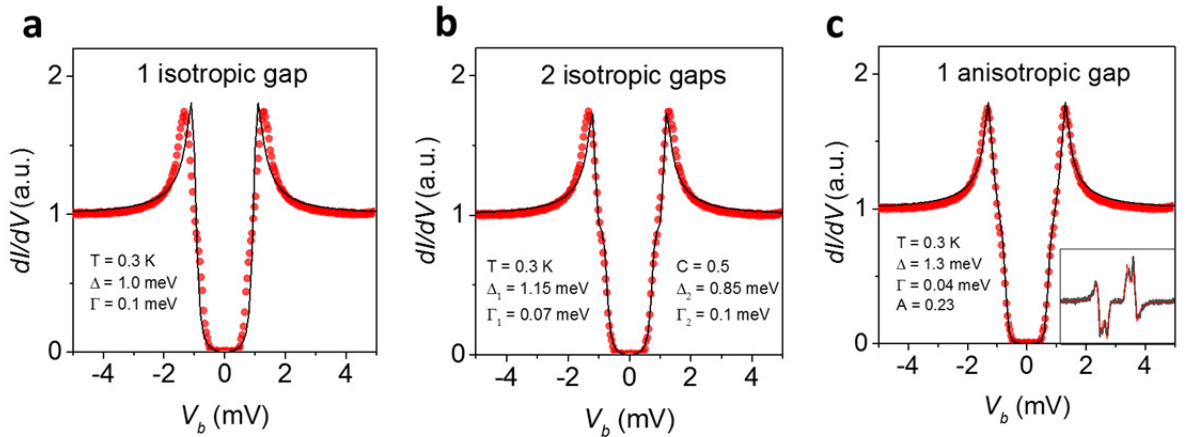 a
1 isotropic gap
2
1
0
dI/dV (a.u.)
T = 0.3 K
Δ = 1.0 meV
Γ = 0.1 meV
-4 -2 0 2 4
V_b (mV)
b
2 isotropic gaps
2
1
0
dI/dV (a.u.)
T = 0.3 K
Δ₁ = 1.15 meV
Γ₁ = 0.07 meV
C = 0.5
Δ₂ = 0.85 meV
Γ₂ = 0.1 meV
-4 -2 0 2 4
V_b (mV)
c
1 anisotropic gap
2
1
0
dI/dV (a.u.)
T = 0.3 K
Δ = 1.3 meV
Γ = 0.04 meV
A = 0.23
-4 -2 0 2 4
V_b (mV)